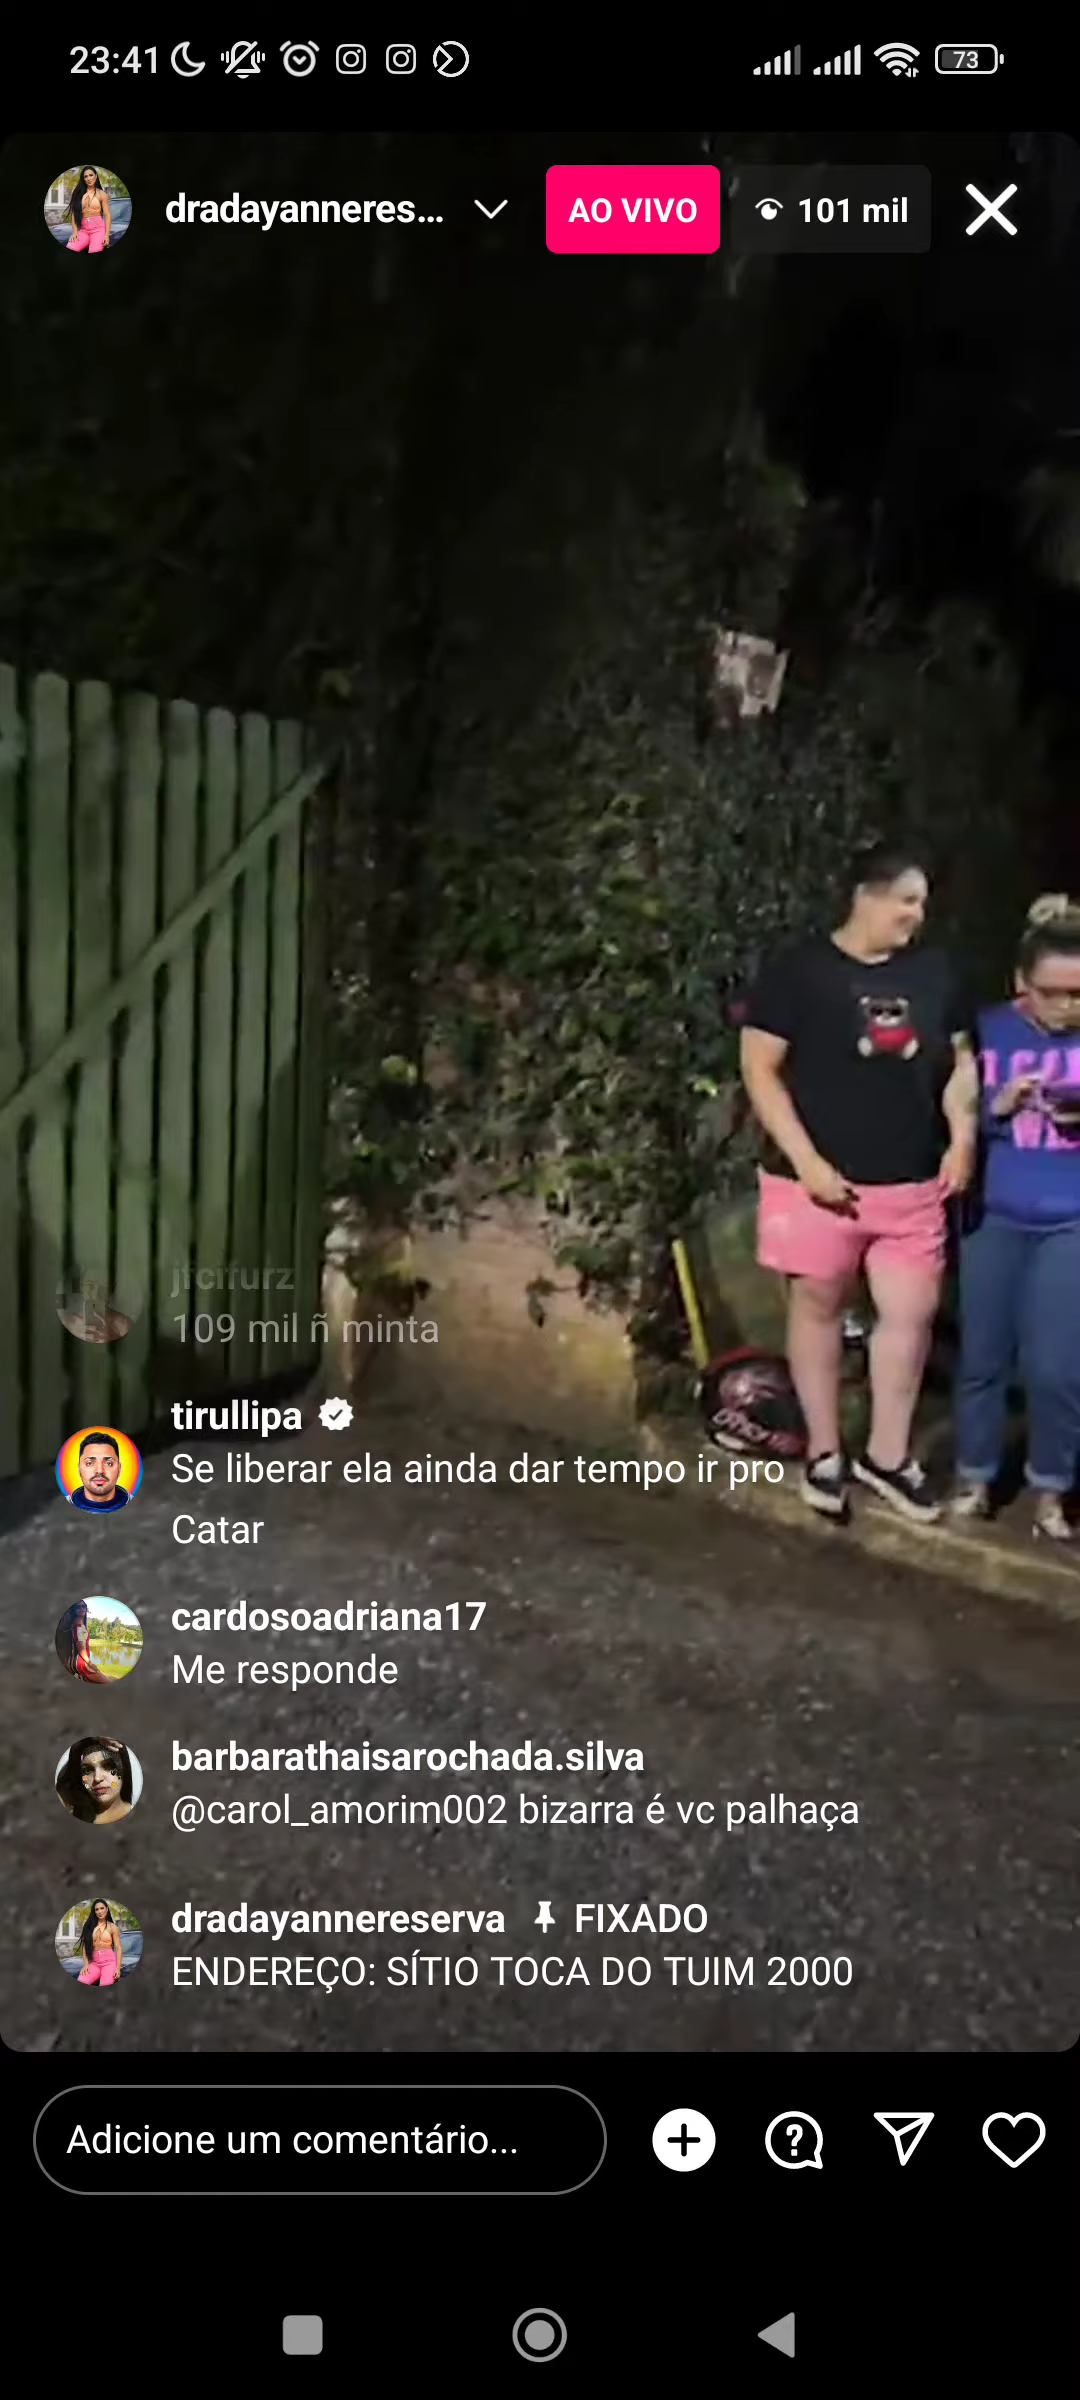 23:41
73
dradayanneres...
AO VIVO
101 mil
jfcifurz
109 mil ñ minta
tirullipa
Se liberar ela ainda dar tempo ir pro
Catar
cardosoadriana17
Me responde
barbarathaisarochada.silva
@carol_amorim002 bizarra é vc palhaça
dradayannereserva FIXADO
ENDEREÇO: SÍTIO TOCA DO TUIM 2000
Adicione um comentário...